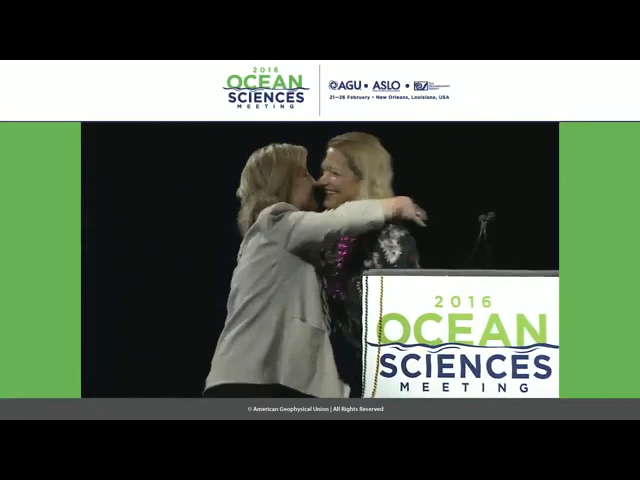 2016
OCEAN
SCIENCES
MEETING
AGU • ASLO •
21–26 February • New Orleans, Louisiana, USA
2016
OCEAN
SCIENCES
MEETING
© American Geophysical Union | All Rights Reserved